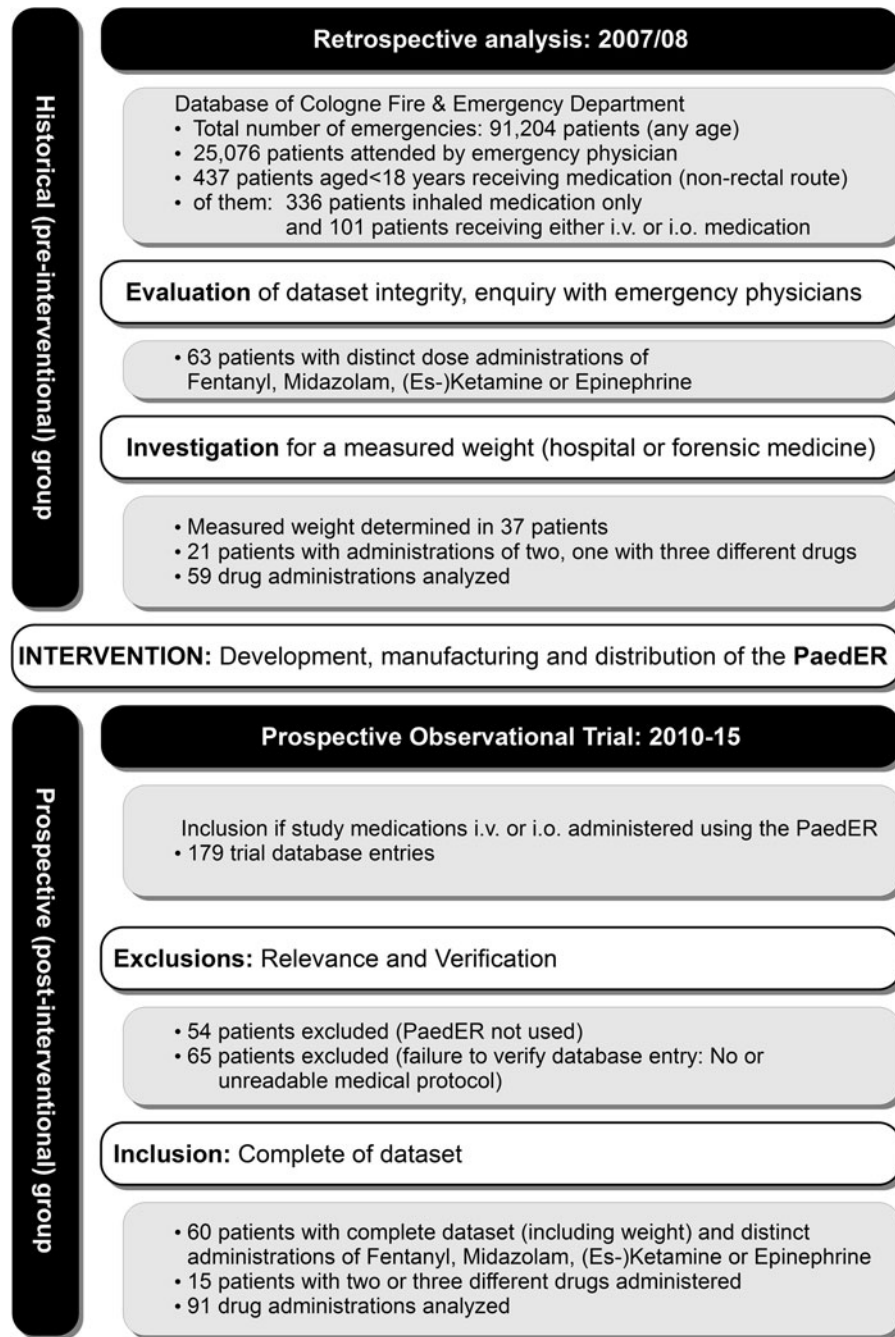 Historical (pre-interventional) group
Retrospective analysis: 2007/08
Database of Cologne Fire & Emergency Department
• Total number of emergencies: 91,204 patients (any age)
• 25,076 patients attended by emergency physician
• 437 patients aged<18 years receiving medication (non-rectal route)
• of them: 336 patients inhaled medication only
and 101 patients receiving either i.v. or i.o. medication
Evaluation of dataset integrity, enquiry with emergency physicians
• 63 patients with distinct dose administrations of
Fentanyl, Midazolam, (Es-)Ketamine or Epinephrine
Investigation for a measured weight (hospital or forensic medicine)
• Measured weight determined in 37 patients
• 21 patients with administrations of two, one with three different drugs
• 59 drug administrations analyzed
INTERVENTION: Development, manufacturing and distribution of the PaedER
Prospective (post-interventional) group
Prospective Observational Trial: 2010-15
Inclusion if study medications i.v. or i.o. administered using the PaedER
• 179 trial database entries
Exclusions: Relevance and Verification
• 54 patients excluded (PaedER not used)
• 65 patients excluded (failure to verify database entry: No or
unreadable medical protocol)
Inclusion: Complete of dataset
• 60 patients with complete dataset (including weight) and distinct
administrations of Fentanyl, Midazolam, (Es-)Ketamine or Epinephrine
• 15 patients with two or three different drugs administered
• 91 drug administrations analyzed